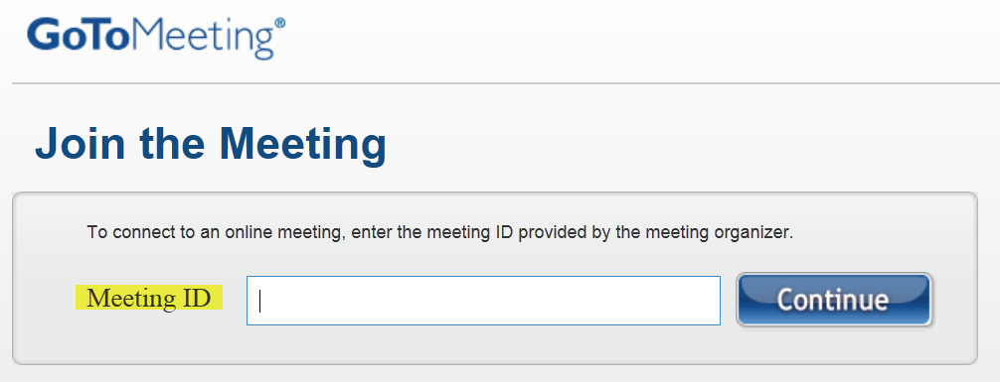 GoToMeeting®
Join the Meeting
To connect to an online meeting, enter the meeting ID provided by the meeting organizer.
Meeting ID
Continue